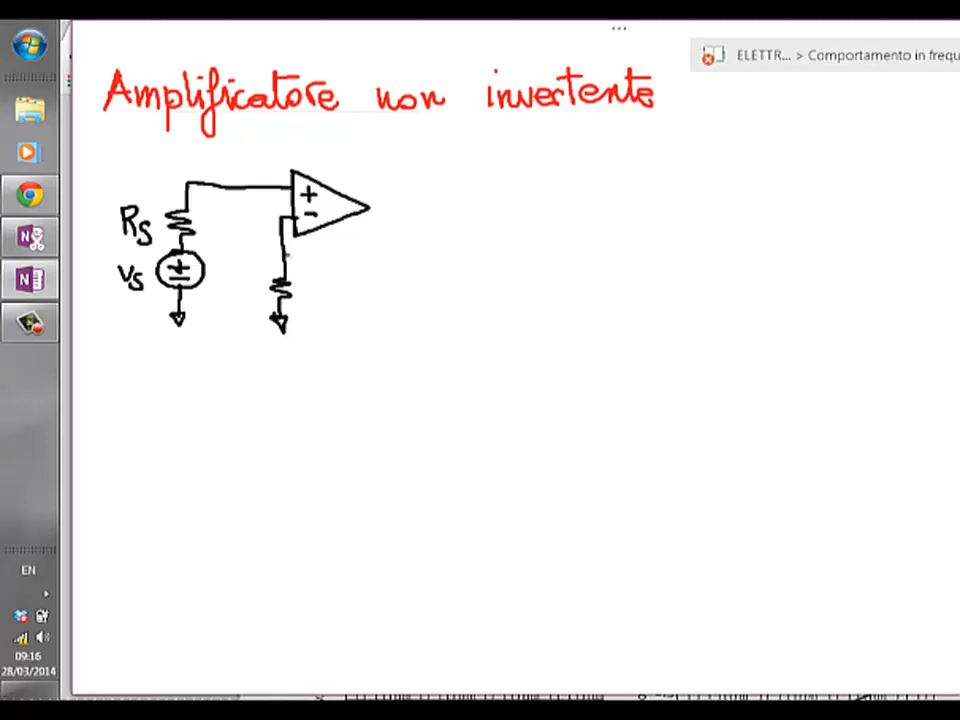 ...
ELETTR... > Comportamento in frequ
Amplificatore non invertente
+
-
RS
+
vs
N
N
EN
09:16
28/03/2014